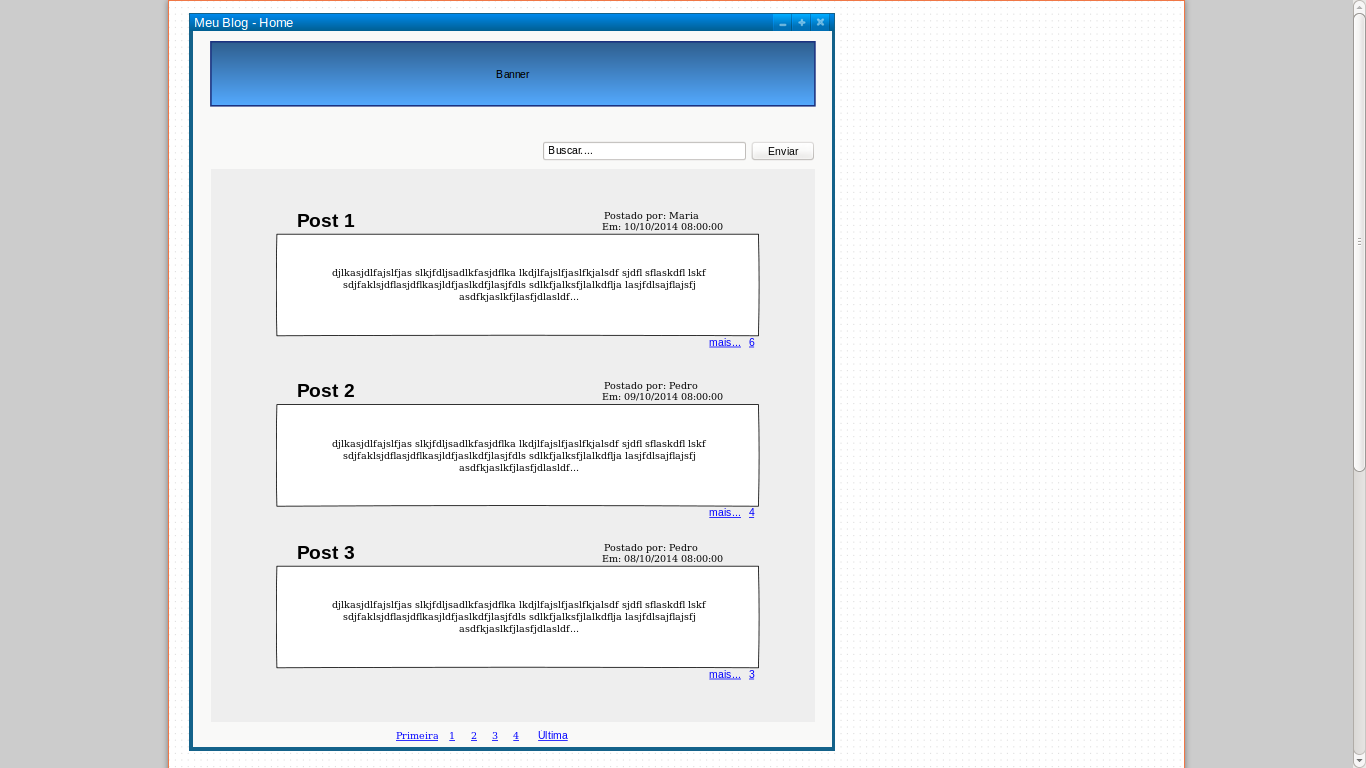 Meu Blog - Home
Banner
Buscar.... Enviar
Post 1
Postado por: Maria
Em: 10/10/2014 08:00:00
djlkasjdlfajslfjas slkjfdljsadlkfasjdflka lkdjlfajslfjaslfkjalsdf sjdfl sflaskdfl lskf
sdjfaklsjdflasjdflkasjldfjaslkdfjlasjfdls sdlkfjalksfjlalkdflja lasjfdlsajflajsfj
asdfkjaslkfjlasfjdlasldf...
mais... 6
Post 2
Postado por: Pedro
Em: 09/10/2014 08:00:00
djlkasjdlfajslfjas slkjfdljsadlkfasjdflka lkdjlfajslfjaslfkjalsdf sjdfl sflaskdfl lskf
sdjfaklsjdflasjdflkasjldfjaslkdfjlasjfdls sdlkfjalksfjlalkdflja lasjfdlsajflajsfj
asdfkjaslkfjlasfjdlasldf...
mais... 4
Post 3
Postado por: Pedro
Em: 08/10/2014 08:00:00
djlkasjdlfajslfjas slkjfdljsadlkfasjdflka lkdjlfajslfjaslfkjalsdf sjdfl sflaskdfl lskf
sdjfaklsjdflasjdflkasjldfjaslkdfjlasjfdls sdlkfjalksfjlalkdflja lasjfdlsajflajsfj
asdfkjaslkfjlasfjdlasldf...
mais... 3
Primeira 1 2 3 4 Última